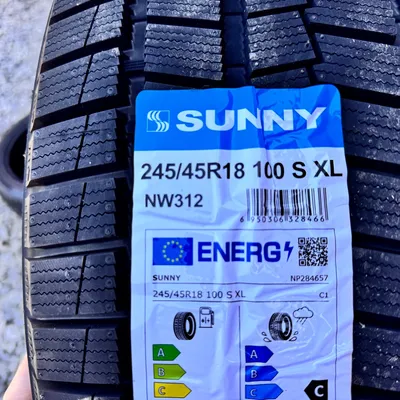 SUNNY
245/45R18 100 S XL
NW312
6 950306 328466
ENERG
SUNNY
NP284657
245/45R18 100 S XL
C1
A
A
B
B
C
C
C